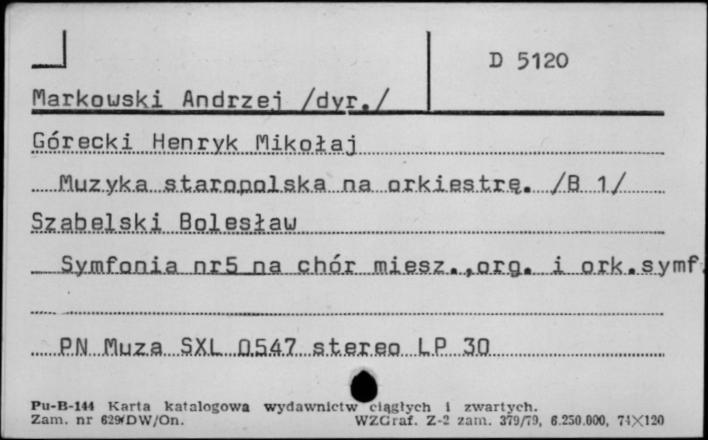 D 5120
Markowski Andrzej /dyr./
Górecki Henryk Mikołaj
Muzyka staropolska na orkiestrę. /B 1/
Szabelski Bolesław
Symfonia nr5 na chór miesz.,org. i ork.symf.
PN Muza SXL 0547 stereo LP 30
Pu-B-144 Karta katalogowa wydawnictw ciągłych i zwartych.
Zam. nr 629/DW/On. WZGraf. Z-2 zam. 379/79, 6.250.000, 74×120